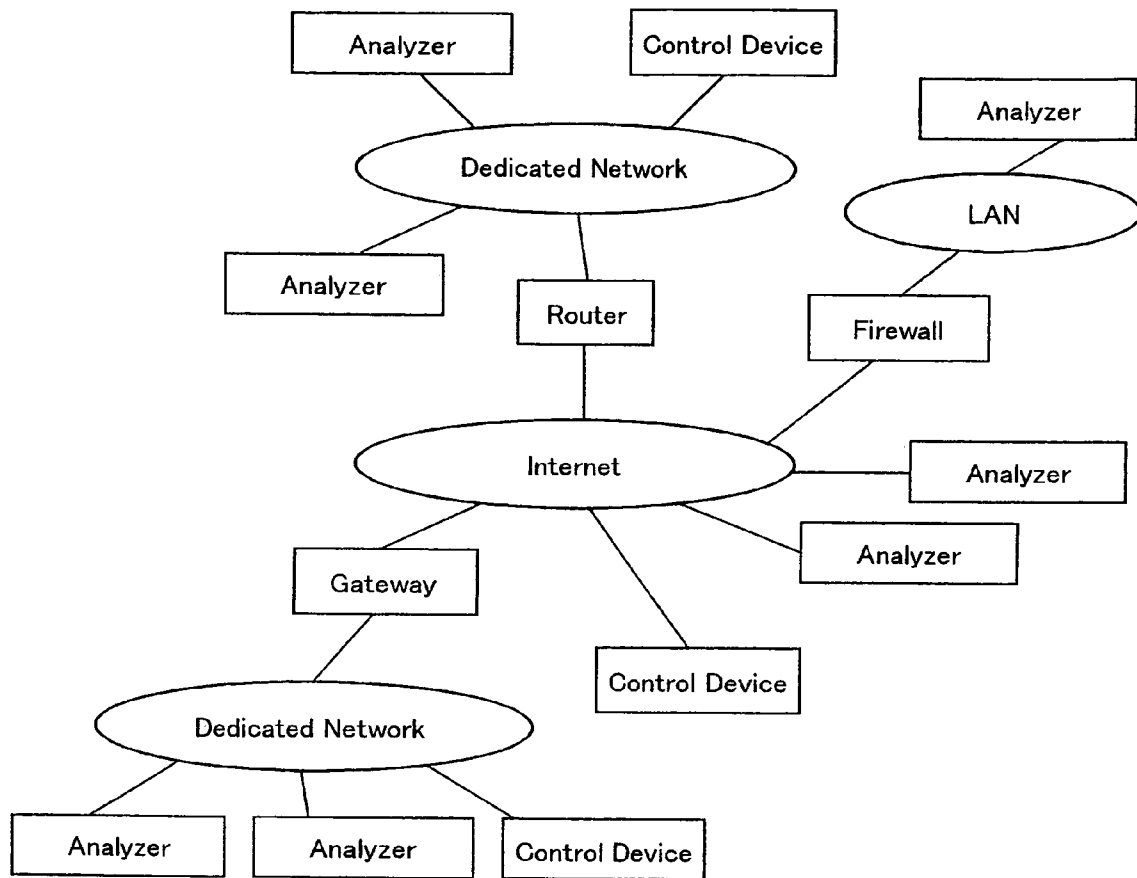 Analyzer
Control Device
Analyzer
Dedicated Network
LAN
Analyzer
Router
Firewall
Internet
Analyzer
Analyzer
Gateway
Control Device
Dedicated Network
Analyzer
Analyzer
Control Device